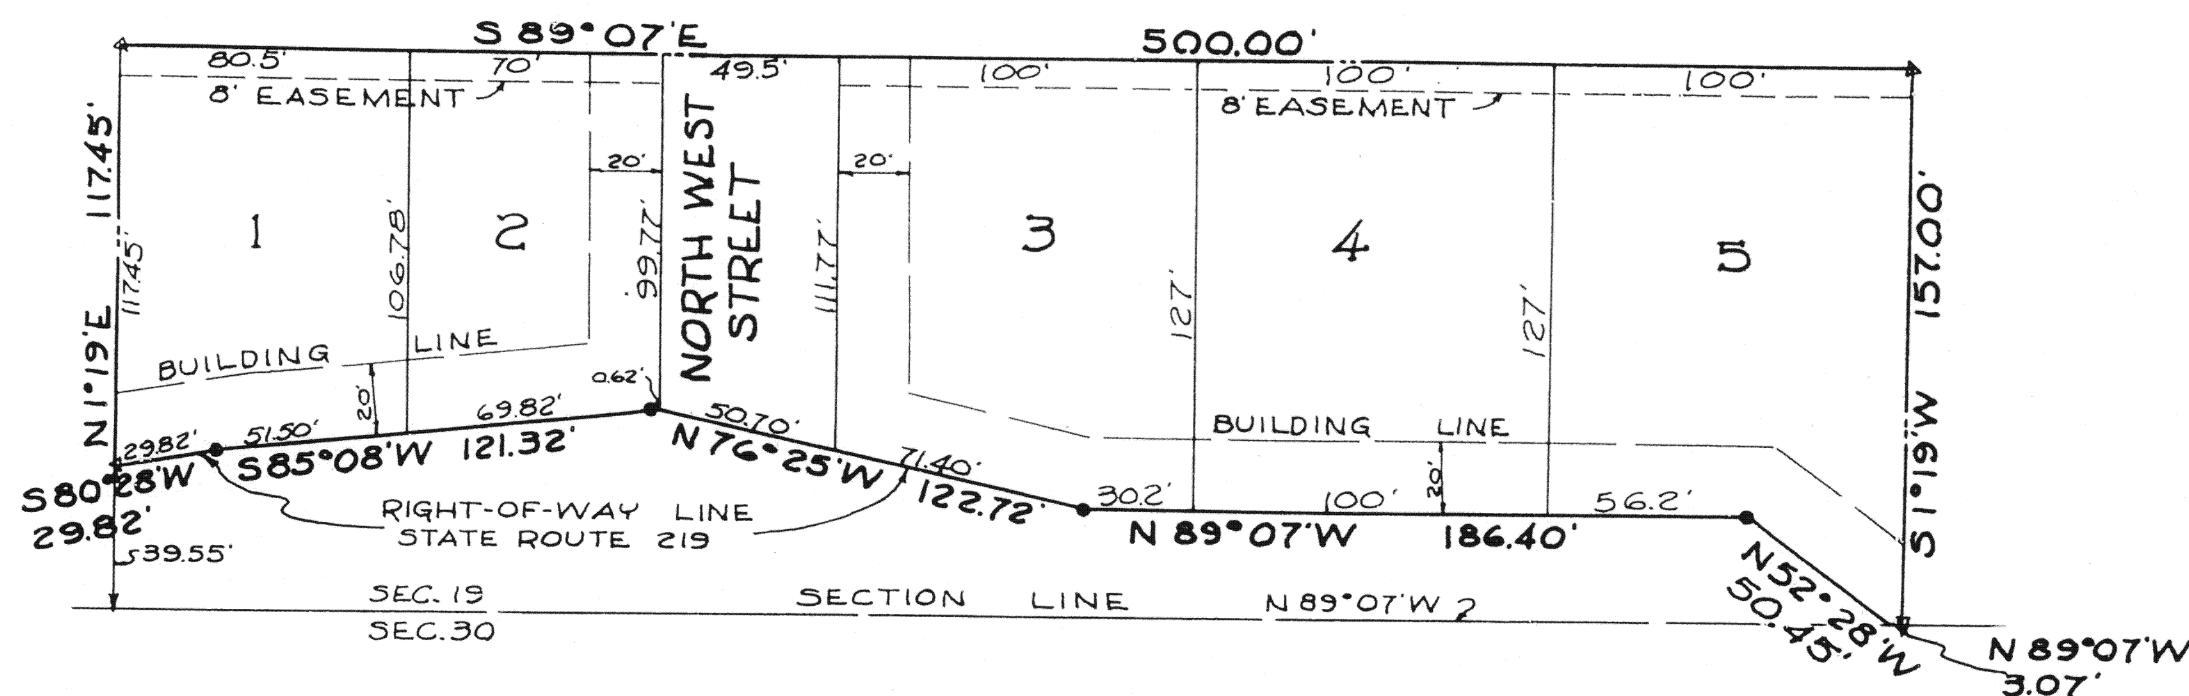 S 89°07'E
500.00'
80.5'
70'
49.5'
100'
100'
100'
8' EASEMENT
8' EASEMENT
N 1°19'E 117.45'
117.45'
1
106.78'
2
20'
99.77'
NORTH WEST
STREET
20'
111.77'
3
127'
4
127'
5
S 1°19'W 157.00'
BUILDING LINE
20'
0.62'
BUILDING LINE
20'
29.82'
51.50'
69.82'
50.70'
71.40'
30.2'
100'
56.2'
S 80°28'W
29.82'
S 85°08'W 121.32'
N 76°25'W
122.72'
N 89°07'W 186.40'
N 52°28'W
50.45'
RIGHT-OF-WAY LINE
STATE ROUTE 219
39.55'
SEC. 19
SEC. 30
SECTION LINE N 89°07'W
N 89°07'W
3.07'